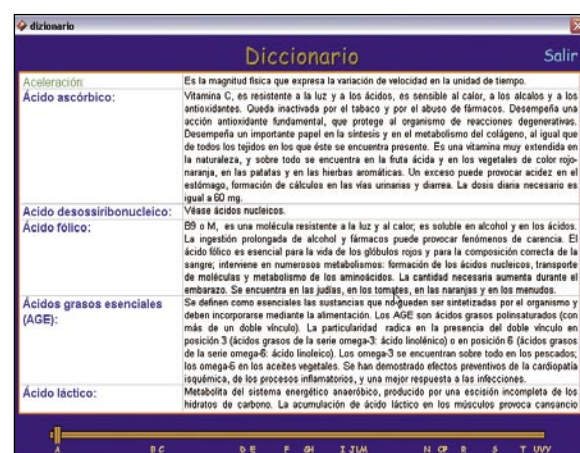 dizionario
Diccionario
Salir
Aceleración:
Es la magnitud física que expresa la variación de velocidad en la unidad de tiempo.
Ácido ascórbico:
Vitamina C, es resistente a la luz y a los ácidos, es sensible al calor, a los alcalos y a los
antioxidantes. Queda inactivada por el tabaco y por el abuso de fármacos. Desempeña una
acción antioxidante fundamental, que protege al organismo de reacciones degenerativas.
Desempeña un importante papel en la síntesis y en el metabolismo del colágeno, al igual que
de todos los tejidos en los que éste se encuentra presente. Es una vitamina muy extendida en
la naturaleza, y sobre todo se encuentra en la fruta ácida y en los vegetales de color rojo-
naranja, en las patatas y en las hierbas aromáticas. Un exceso puede provocar acidez en el
estómago, formación de cálculos en las vías urinarias y diarrea. La dosis diaria necesario es
igual a 60 mg.
Acido desossiribonucleico:
Véase ácidos nucleicos.
Ácido fólico:
B9 o M, es una molécula resistente a la luz y al calor; es soluble en alcohol y en los ácidos.
La ingestión prolongada de alcohol y fármacos puede provocar fenómenos de carencia. El
ácido fólico es esencial para la vida de los glóbulos rojos y para la composición correcta de la
sangre; interviene en numerosos metabolismos: formación de los ácidos nucleos, transporte
de moléculas y metabolismo de los aminoácidos. La cantidad necesaria aumenta durante el
embarazo. Se encuentra en las judías, en los tomates, en las naranjas y en los menudos.
Ácidos grasos esenciales
(AGE):
Se definen como esenciales las sustancias que no pueden ser sintetizadas por el organismo y
deben incorporarse mediante la alimentación. Los AGE son ácidos grasos polinsaturados (con
más de un doble vínculo). La particularidad radica en la presencia del doble vínculo en
posición 3 (ácidos grasos de la serie omega-3: ácido linolénico) o en posición 6 (ácidos grasos
de la serie omega-6: ácido linoleico). Los omega-3 se encuentran sobre todo en los pescados;
los omega-6 en los aceites vegetales. Se han demostrado efectos preventivos de la cardiopatía
isquémica, de los procesos inflamatorios, y una mejor respuesta a las infecciones.
Ácido láctico:
Metabolita del sistema energético anaeróbico, producido por una escisión incompleta de los
hidratos de carbono. La acumulación de ácido láctico en los músculos provoca cansancio
A B C D E F GH I JLM N O P R S T UVY